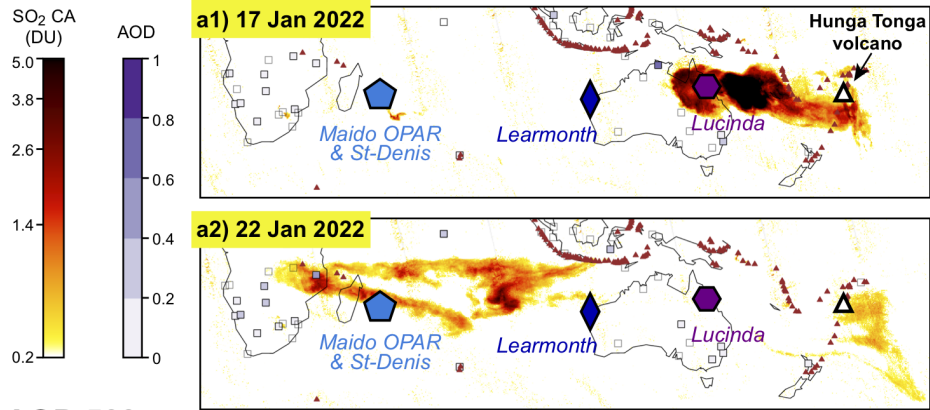 SO2 CA
(DU)
AOD
5.0
3.8
2.6
1.4
0.2
1
0.8
0.6
0.4
0.2
0
a1) 17 Jan 2022
Hunga Tonga
volcano
Maido OPAR
& St-Denis
Learmonth
Lucinda
a2) 22 Jan 2022
Maido OPAR
& St-Denis
Learmonth
Lucinda